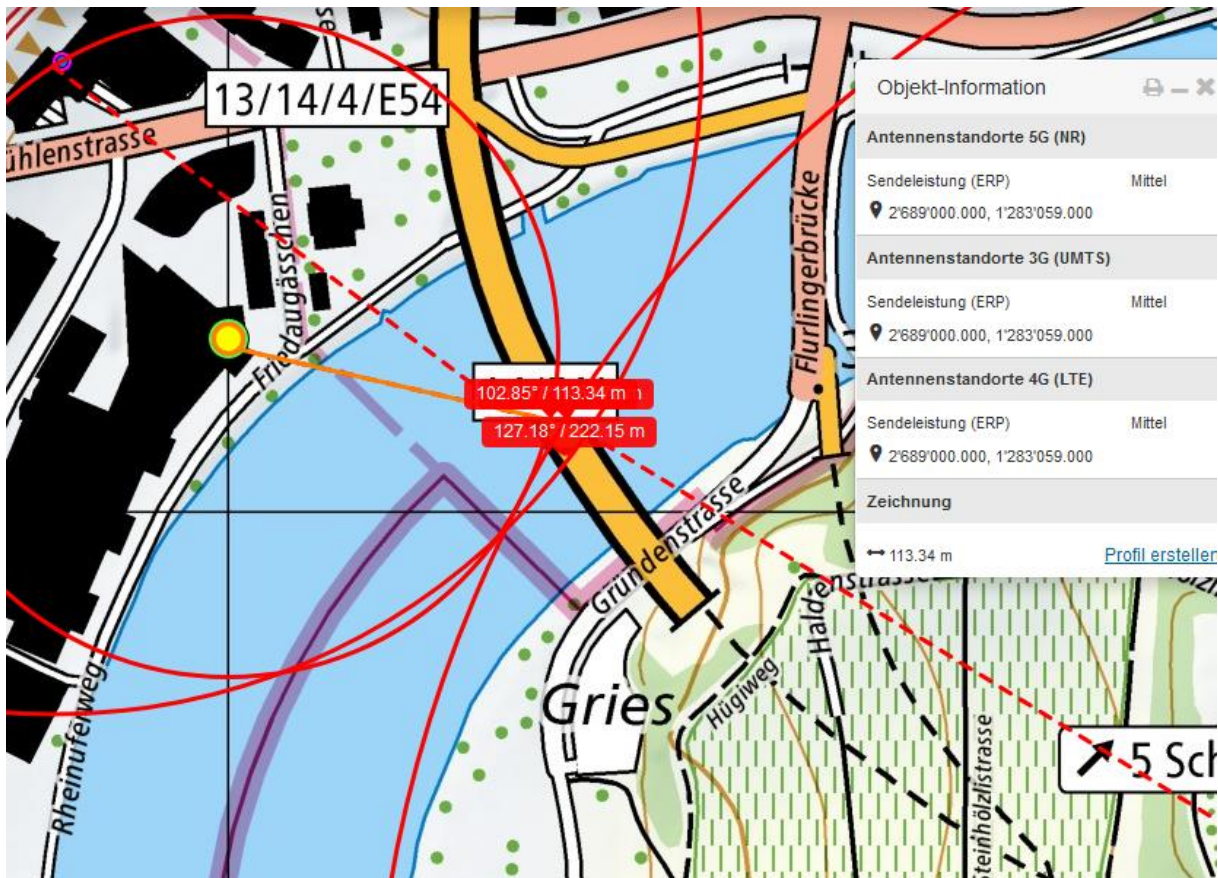 13/14/4/E54
ühlenstrasse
Friedaugässchen
Flurlingerbrücke
102.85° / 113.34 m
127.18° / 222.15 m
Gründenstrasse
Haldenstrasse
Gries
Hügiweg
Rheinuferweg
Steinhölzlistrasse
5 Sch
Objekt-Information
Antennenstandorte 5G (NR)
Sendeleistung (ERP) Mittel
2'689'000.000, 1'283'059.000
Antennenstandorte 3G (UMTS)
Sendeleistung (ERP) Mittel
2'689'000.000, 1'283'059.000
Antennenstandorte 4G (LTE)
Sendeleistung (ERP) Mittel
2'689'000.000, 1'283'059.000
Zeichnung
113.34 m Profil erstellen